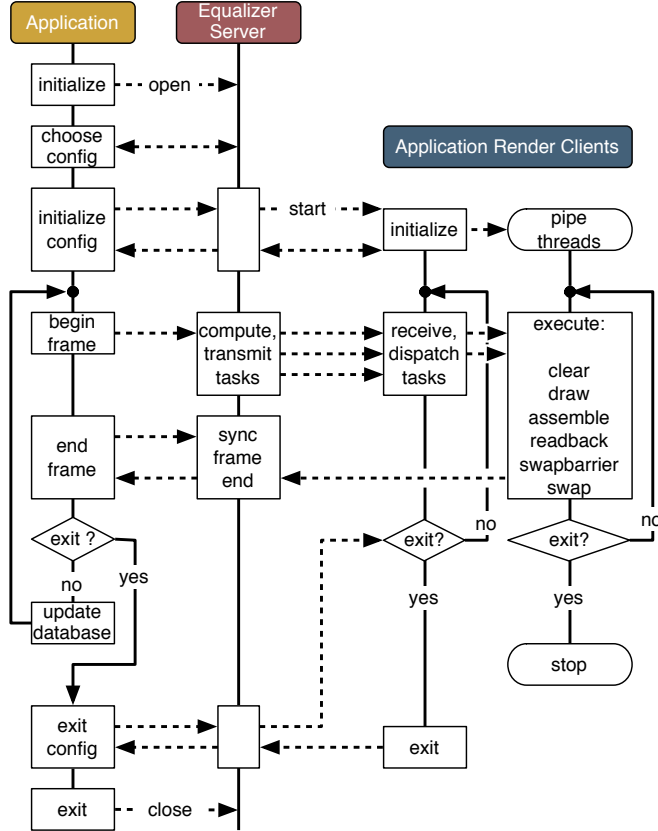 Application
Equalizer
Server
initialize
open
choose
config
Application Render Clients
initialize
config
start
initialize
pipe
threads
begin
frame
compute,
transmit
tasks
receive,
dispatch
tasks
execute:
clear
draw
assemble
readback
swapbarrier
swap
end
frame
sync
frame
end
no
no
exit ?
exit?
exit?
yes
no
yes
yes
update
database
stop
exit
config
exit
exit
close